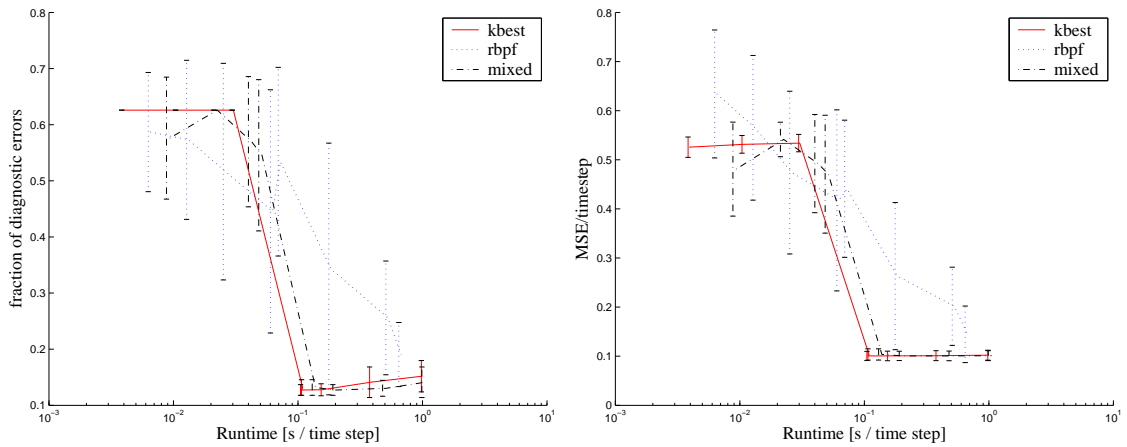 0.8
0.7
0.6
0.5
0.4
0.3
0.2
0.1
fraction of diagnostic errors
kbest
rbpf
mixed
10^-3
10^-2
10^-1
10^0
10^1
Runtime [s / time step]
0.8
0.7
0.6
0.5
0.4
0.3
0.2
0.1
0
MSE/timestep
kbest
rbpf
mixed
10^-3
10^-2
10^-1
10^0
10^1
Runtime [s / time step]